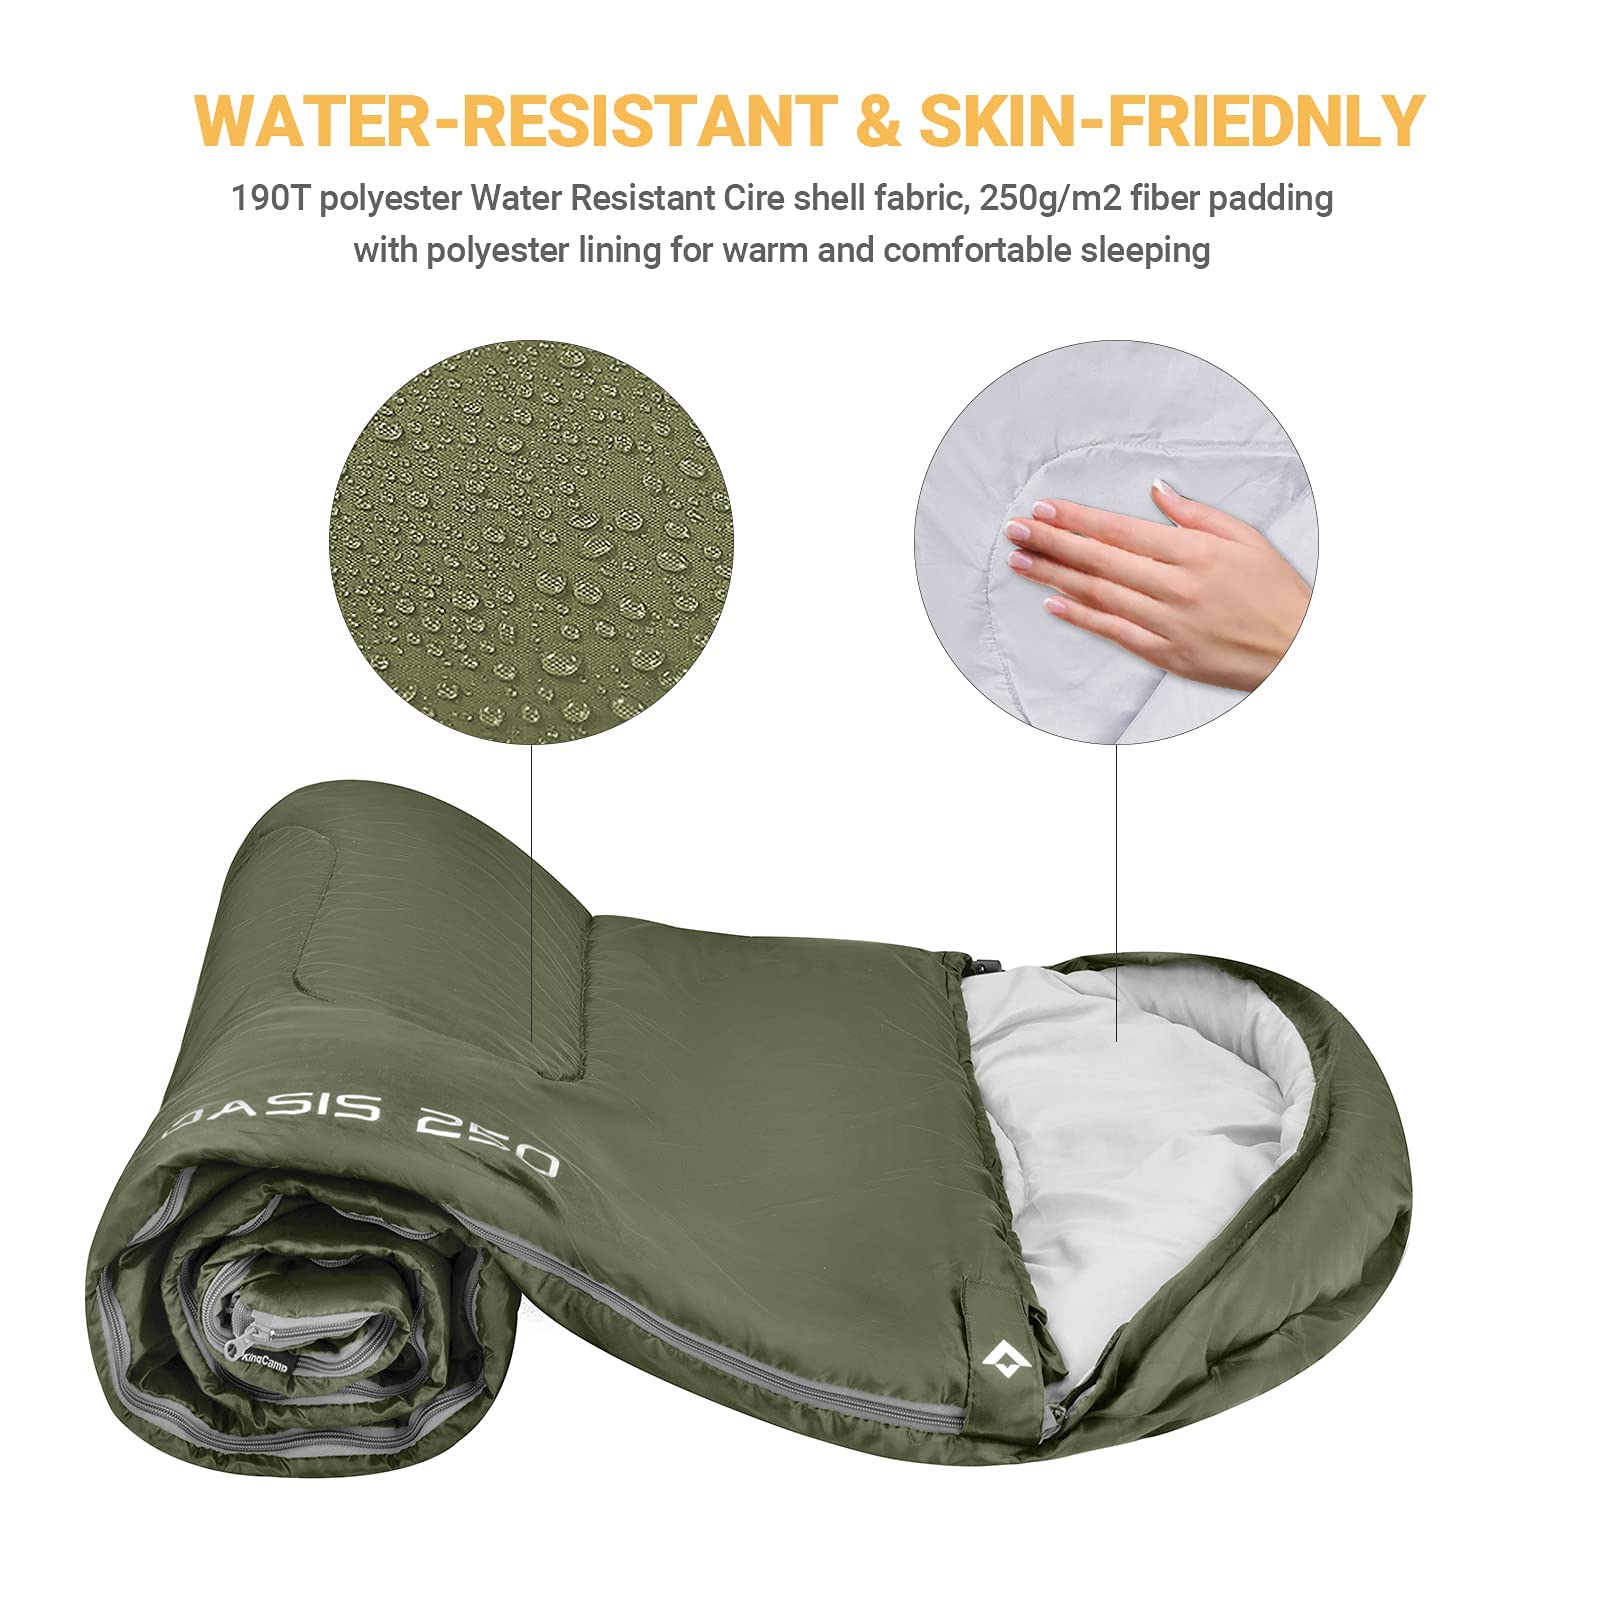 WATER-RESISTANT & SKIN-FRIEDNLY
190T polyester Water Resistant Cire shell fabric, 250g/m2 fiber padding
with polyester lining for warm and comfortable sleeping
OASIS 250
KingCamp